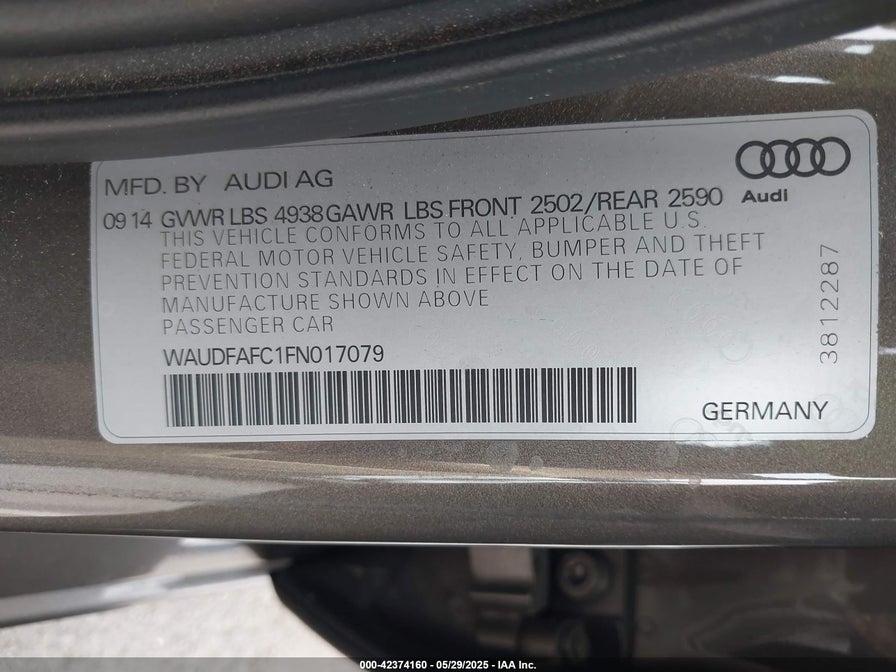 MFD. BY AUDI AG
Audi
09 14 GVWR LBS 4938 GAWR LBS FRONT 2502/REAR 2590
THIS VEHICLE CONFORMS TO ALL APPLICABLE U.S.
FEDERAL MOTOR VEHICLE SAFETY, BUMPER AND THEFT
PREVENTION STANDARDS IN EFFECT ON THE DATE OF
MANUFACTURE SHOWN ABOVE
PASSENGER CAR
WAUDFAFC1FN017079
3812287
GERMANY
000-42374160 - 05/29/2025 - IAA Inc.